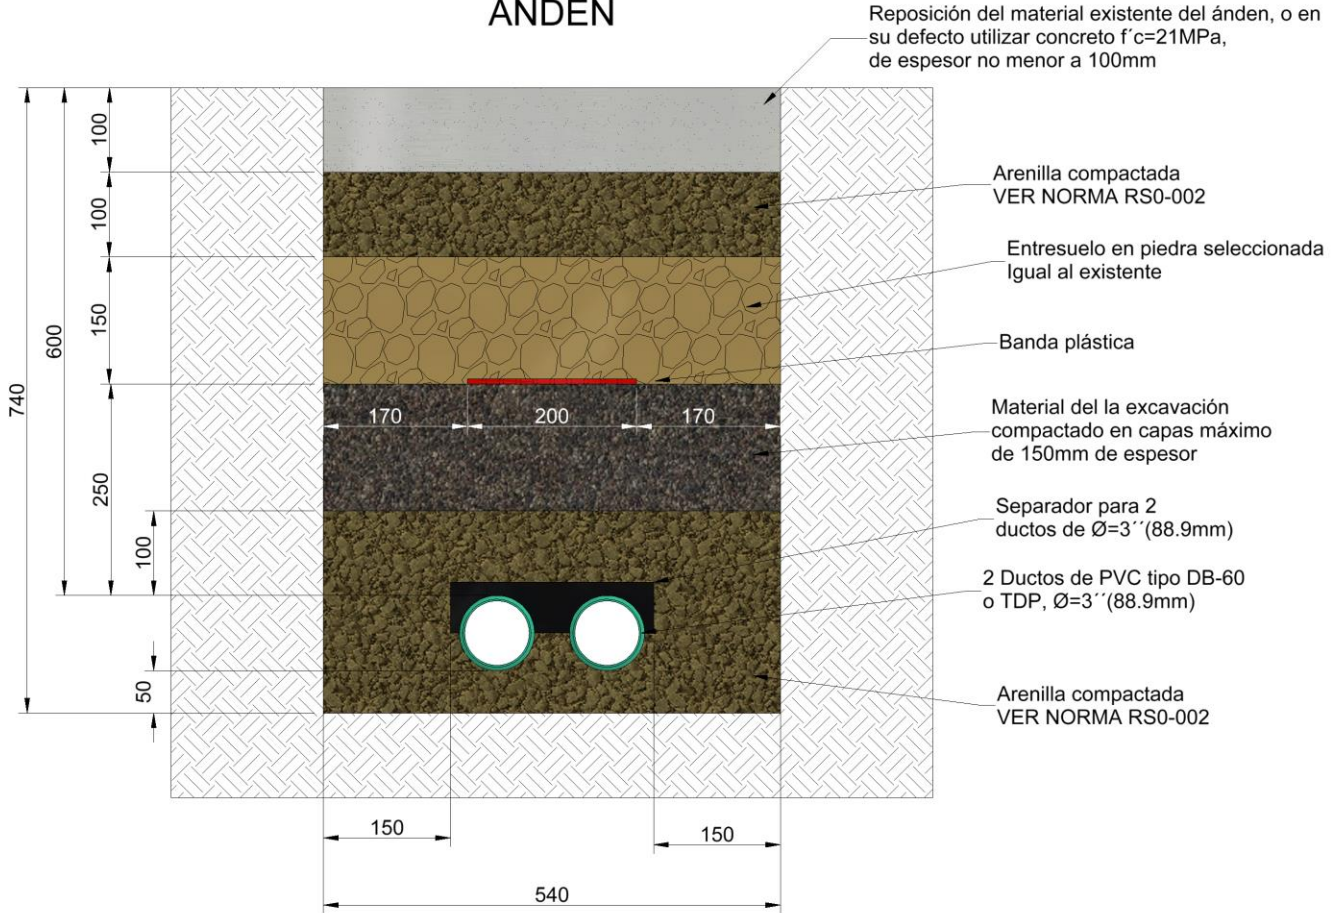 ANDEN
Reposición del material existente del ánden, o en
su defecto utilizar concreto f´c=21MPa,
de espesor no menor a 100mm
Arenilla compactada
VER NORMA RS0-002
Entresuelo en piedra seleccionada
Igual al existente
Banda plástica
Material del la excavación
compactado en capas máximo
de 150mm de espesor
Separador para 2
ductos de Ø=3´´(88.9mm)
2 Ductos de PVC tipo DB-60
o TDP, Ø=3´´(88.9mm)
Arenilla compactada
VER NORMA RS0-002
740
600
100
100
150
250
100
50
170 200 170
150 150
540